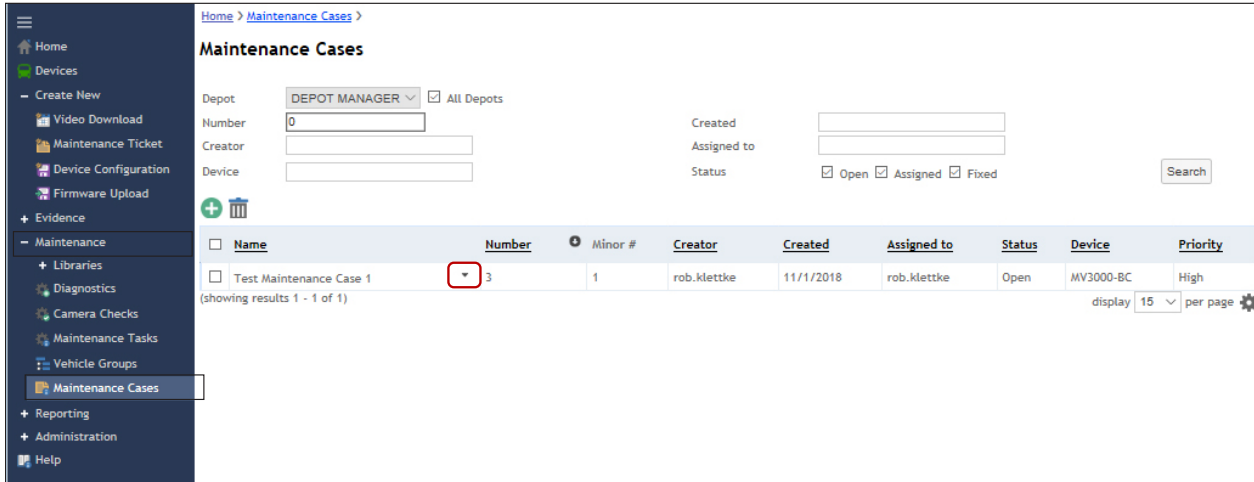 Home
Devices
– Create New
Video Download
Maintenance Ticket
Device Configuration
Firmware Upload
+ Evidence
– Maintenance
+ Libraries
Diagnostics
Camera Checks
Maintenance Tasks
Vehicle Groups
Maintenance Cases
+ Reporting
+ Administration
Help
Home > Maintenance Cases >
Maintenance Cases
Depot DEPOT MANAGER All Depots
Number 0 Created
Creator Assigned to
Device Status Open Assigned Fixed Search
Name Number Minor # Creator Created Assigned to Status Device Priority
Test Maintenance Case 1 3 1 rob.klettke 11/1/2018 rob.klettke Open MV3000-BC High
(showing results 1 - 1 of 1)
display 15 per page